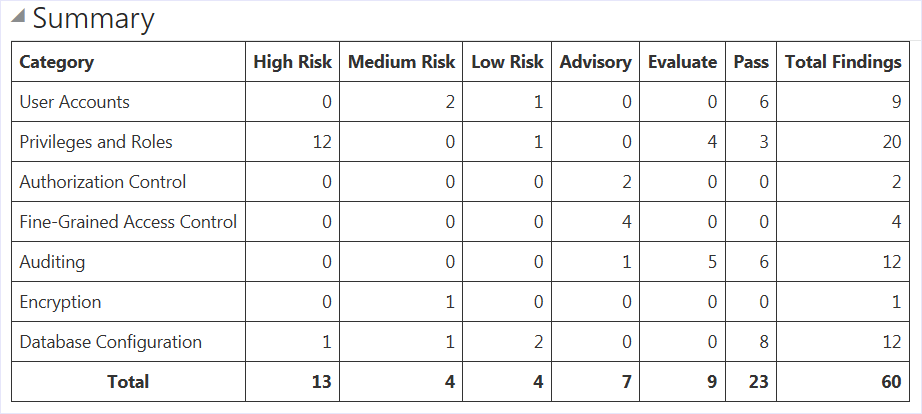 Summary
Category High Risk Medium Risk Low Risk Advisory Evaluate Pass Total Findings
User Accounts 0 2 1 0 0 6 9
Privileges and Roles 12 0 1 0 4 3 20
Authorization Control 0 0 0 2 0 0 2
Fine-Grained Access Control 0 0 0 4 0 0 4
Auditing 0 0 0 1 5 6 12
Encryption 0 1 0 0 0 0 1
Database Configuration 1 1 2 0 0 8 12
Total 13 4 4 7 9 23 60